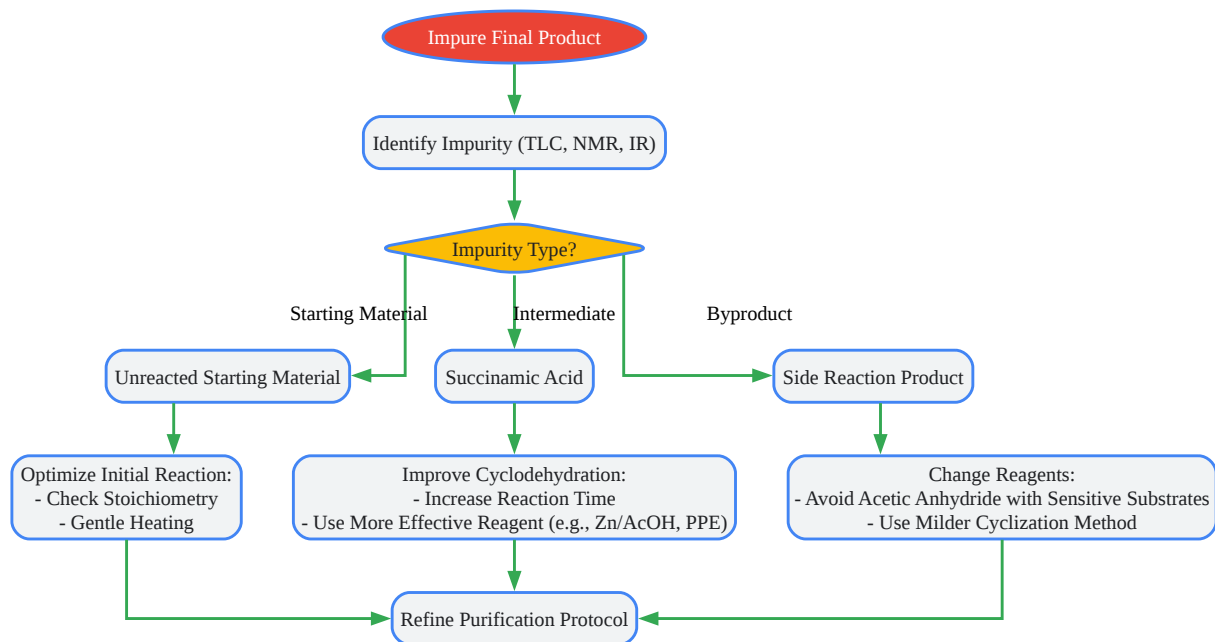 Impure Final Product
Identify Impurity (TLC, NMR, IR)
Impurity Type?
Starting Material
Intermediate
Byproduct
Unreacted Starting Material
Succinamic Acid
Side Reaction Product
Optimize Initial Reaction:
- Check Stoichiometry
- Gentle Heating
Improve Cyclodehydration:
- Increase Reaction Time
- Use More Effective Reagent (e.g., Zn/AcOH, PPE)
Change Reagents:
- Avoid Acetic Anhydride with Sensitive Substrates
- Use Milder Cyclization Method
Refine Purification Protocol